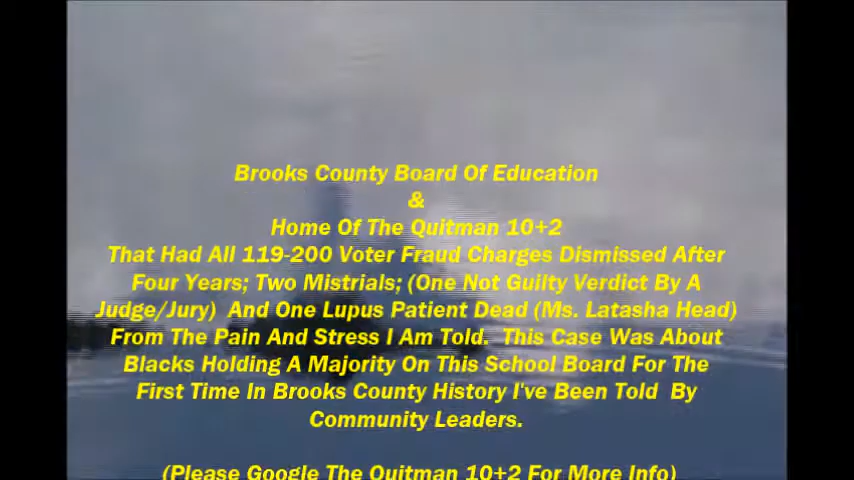 Brooks County Board Of Education
&
Home Of The Quitman 10+2
That Had All 119-200 Voter Fraud Charges Dismissed After
Four Years; Two Mistrials; (One Not Guilty Verdict By A
Judge/Jury) And One Lupus Patient Dead (Ms. Latasha Head)
From The Pain And Stress I Am Told. This Case Was About
Blacks Holding A Majority On This School Board For The
First Time In Brooks County History I've Been Told By
Community Leaders.
(Please Google The Quitman 10+2 For More Info)